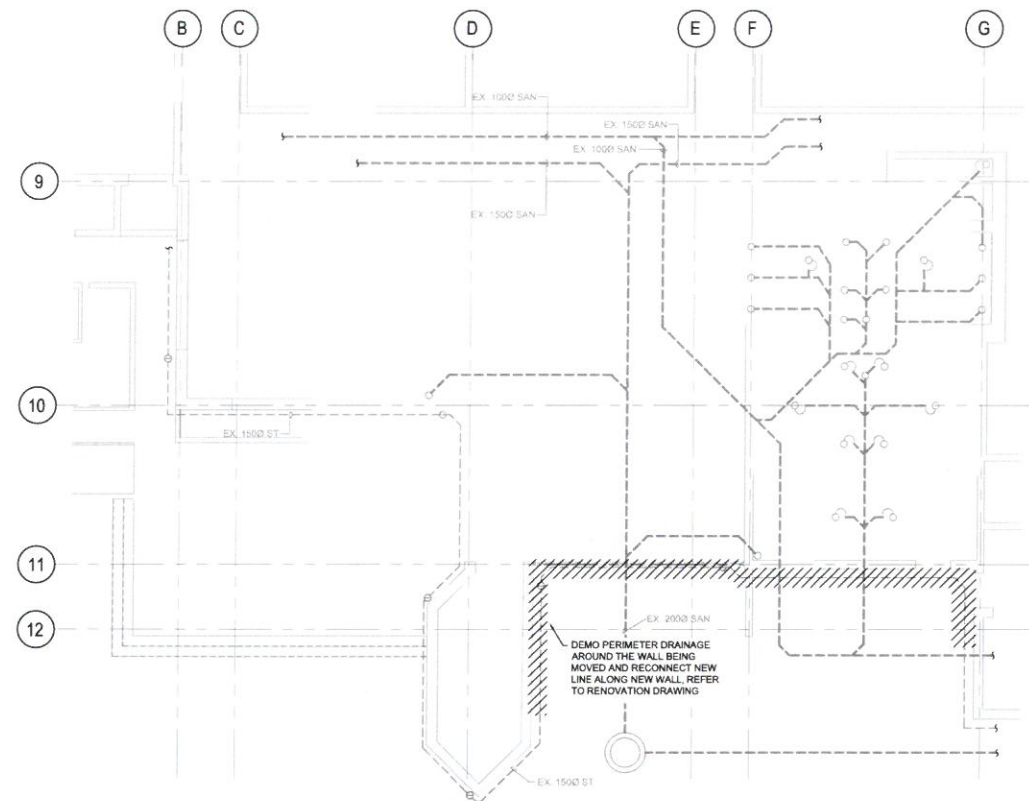 B
C
D
E
F
G
EX. 100Ø SAN
EX. 150Ø SAN
EX. 100Ø SAN
9
EX. 150Ø SAN
10
EX. 150Ø ST
11
12
EX. 200Ø SAN
DEMO PERIMETER DRAINAGE
AROUND THE WALL BEING
MOVED AND RECONNECT NEW
LINE ALONG NEW WALL, REFER
TO RENOVATION DRAWING
EX. 150Ø ST